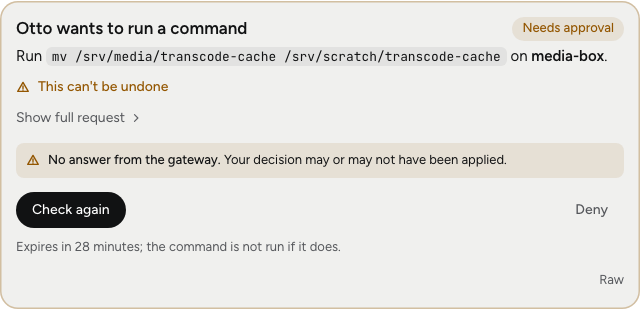 Otto wants to run a command
Needs approval
Run mv /srv/media/transcode-cache /srv/scratch/transcode-cache on media-box.
This can't be undone
Show full request
No answer from the gateway. Your decision may or may not have been applied.
Check again
Deny
Expires in 28 minutes; the command is not run if it does.
Raw